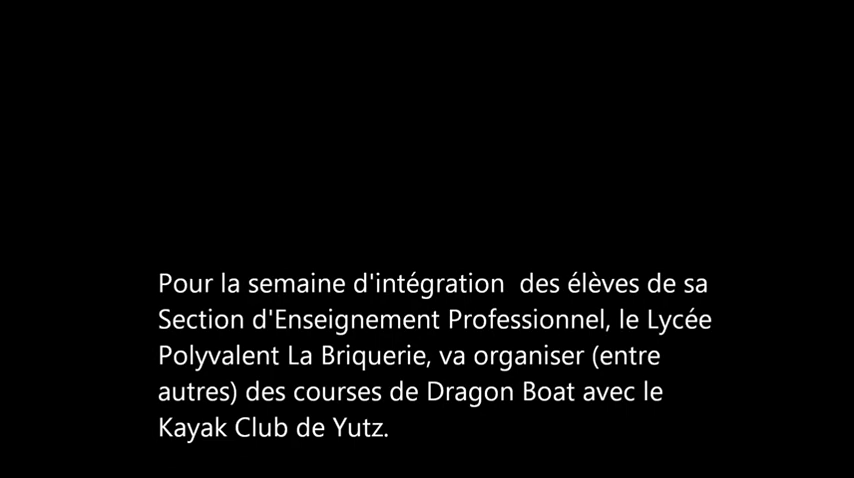 Pour la semaine d'intégration  des élèves de sa
Section d'Enseignement Professionnel, le Lycée
Polyvalent La Briquerie, va organiser (entre
autres) des courses de Dragon Boat avec le
Kayak Club de Yutz.